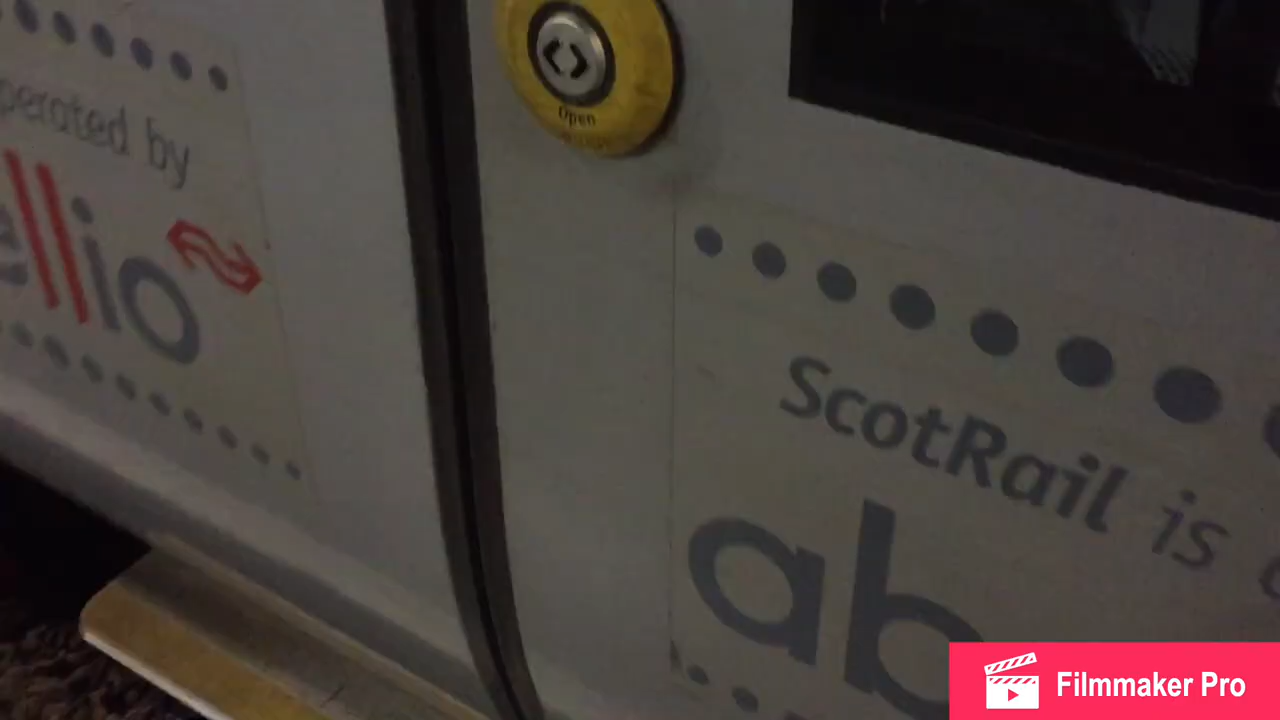 perated by
ellio
Open
ScotRail is
ab
Filmmaker Pro